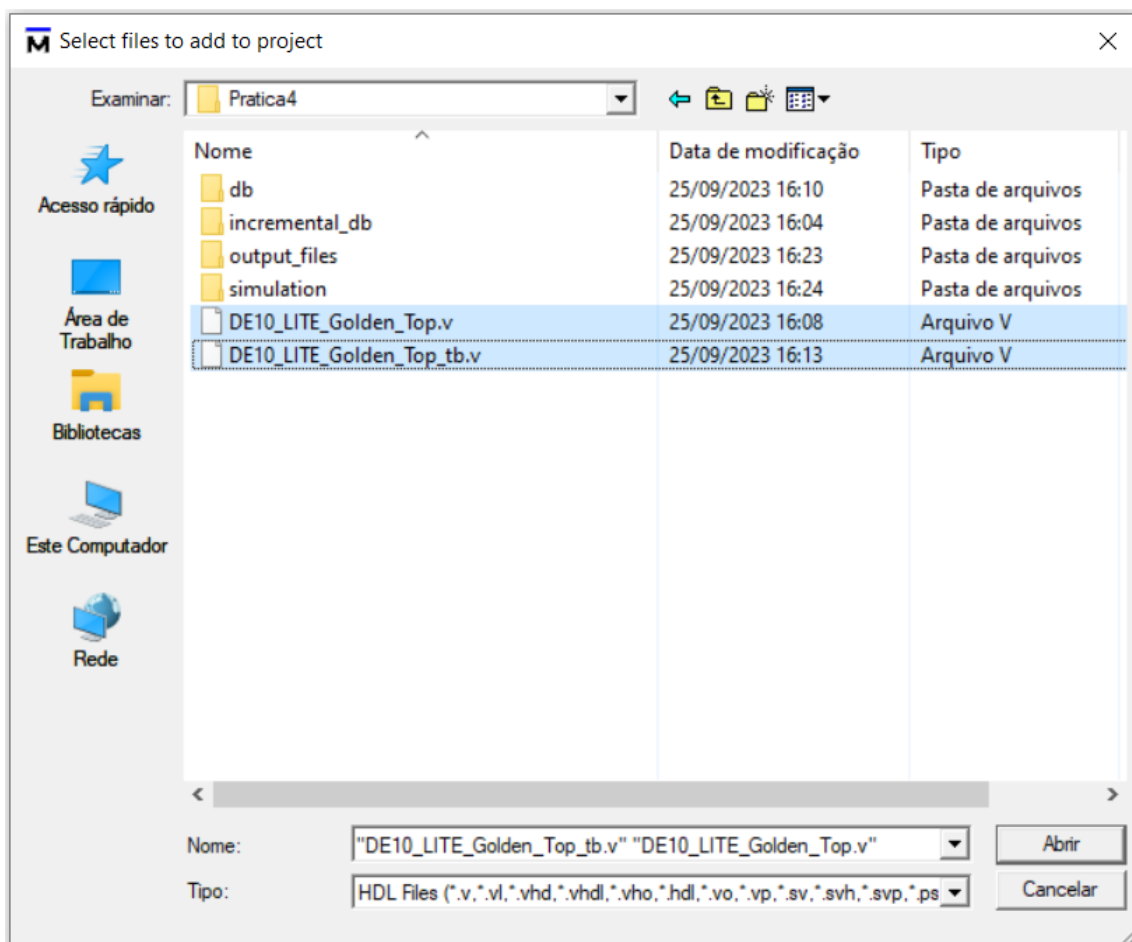 M Select files to add to project
Examinar: Pratica4
Acesso rápido
Área de
Trabalho
Bibliotecas
Este Computador
Rede
Nome Data de modificação Tipo
db 25/09/2023 16:10 Pasta de arquivos
incremental_db 25/09/2023 16:04 Pasta de arquivos
output_files 25/09/2023 16:23 Pasta de arquivos
simulation 25/09/2023 16:24 Pasta de arquivos
DE10_LITE_Golden_Top.v 25/09/2023 16:08 Arquivo V
DE10_LITE_Golden_Top_tb.v 25/09/2023 16:13 Arquivo V
Nome: "DE10_LITE_Golden_Top_tb.v" "DE10_LITE_Golden_Top.v" Abrir
Tipo: HDL Files (*.v,*.vl,*.vhd,*.vhdl,*.vho,*.hdl,*.vo,*.vp,*.sv,*.svh,*.svp,*.ps Cancelar